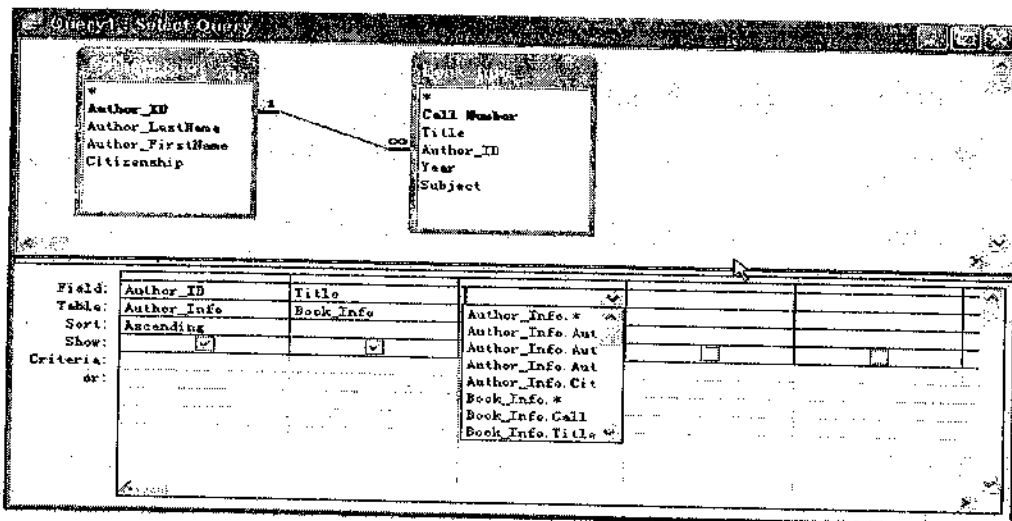 Query1 : Select Query
*
Author_ID
Author_LastName
Author_FirstName
Citizenship
1
∞
*
Call Number
Title
Author_ID
Year
Subject
Field: Author_ID Title
Table: Author_Info Book_Info
Sort: Ascending
Show:
Criteria:
or:
Author_Info.*
Author_Info.Aut
Author_Info.Aut
Author_Info.Aut
Author_Info.Cit
Book_Info.*
Book_Info.Call
Book_Info.Title